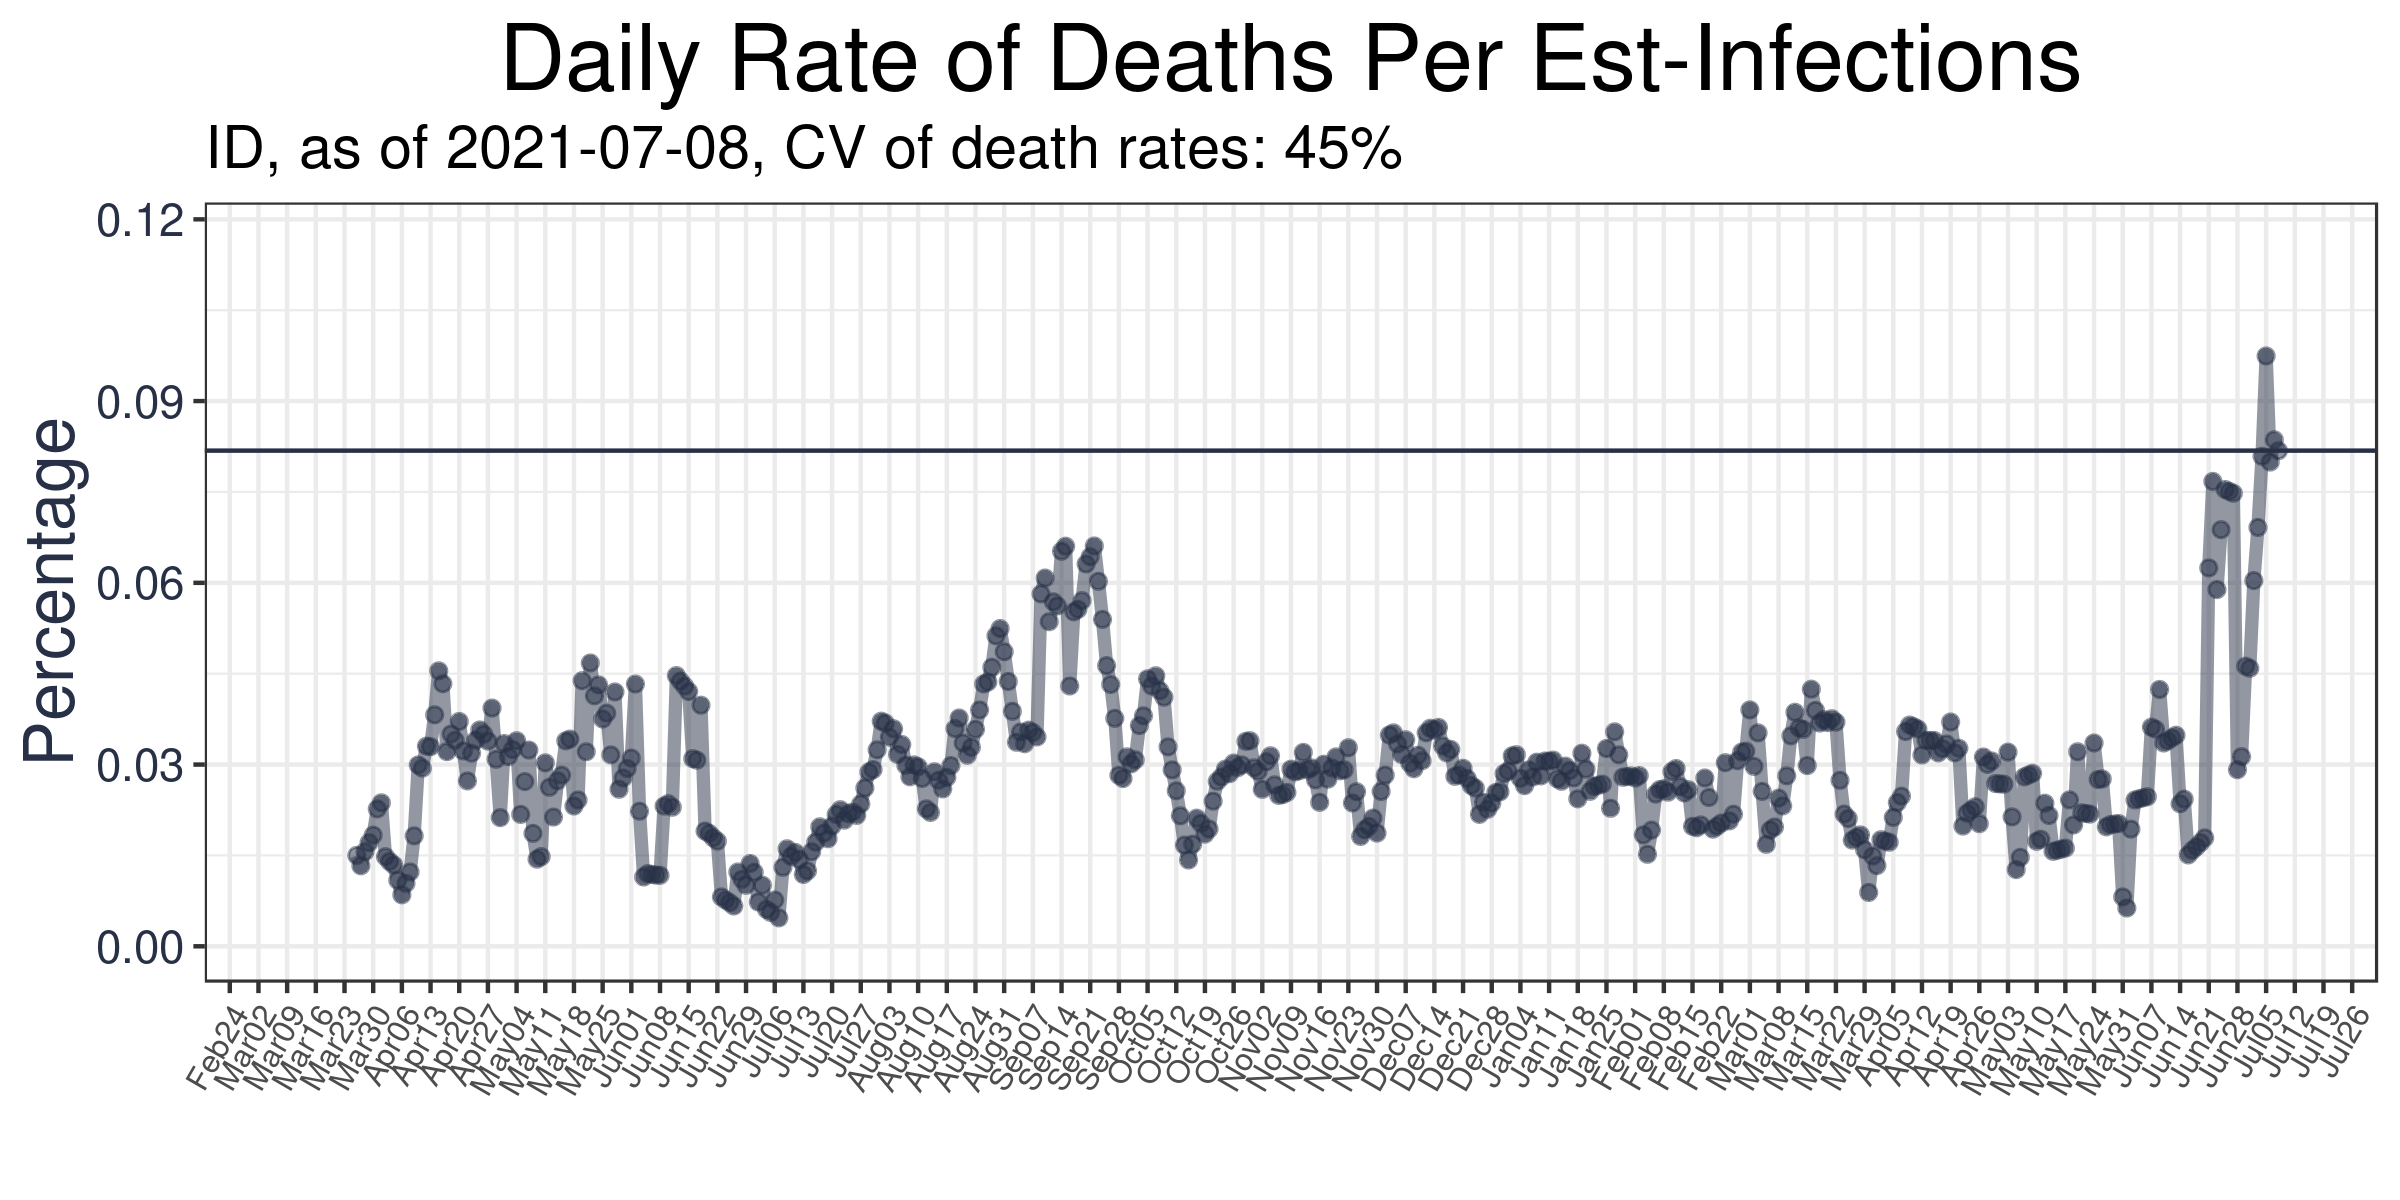 Daily Rate of Deaths Per Est-Infections
ID, as of 2021-07-08, CV of death rates: 45%
Percentage
0.12
0.09
0.06
0.03
0.00
Feb24
Mar02
Mar09
Mar16
Mar23
Mar30
Apr06
Apr13
Apr20
Apr27
May04
May11
May18
May25
Jun01
Jun08
Jun15
Jun22
Jun29
Jul06
Jul13
Jul20
Jul27
Aug03
Aug10
Aug17
Aug24
Aug31
Sep07
Sep14
Sep21
Sep28
Oct05
Oct12
Oct19
Oct26
Nov02
Nov09
Nov16
Nov23
Nov30
Dec07
Dec14
Dec21
Dec28
Jan04
Jan11
Jan18
Jan25
Feb01
Feb08
Feb15
Feb22
Mar01
Mar08
Mar15
Mar22
Mar29
Apr05
Apr12
Apr19
Apr26
May03
May10
May17
May24
May31
Jun07
Jun14
Jun21
Jun28
Jul05
Jul12
Jul19
Jul26